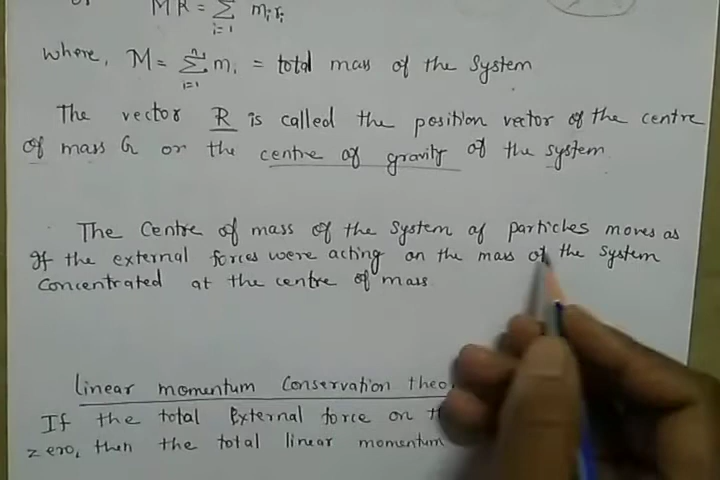 MR = Σ i=1 mᵢrᵢ
where, M = Σ n i=1 mᵢ = total mass of the system
The vector R is called the position vector of the centre
of mass G or the centre of gravity of the system
The Centre of mass of the system of particles moves as
If the external forces were acting on the mass of the system
concentrated at the centre of mass
linear momentum Conservation
If the total External force on
zero, then the total linear momentum